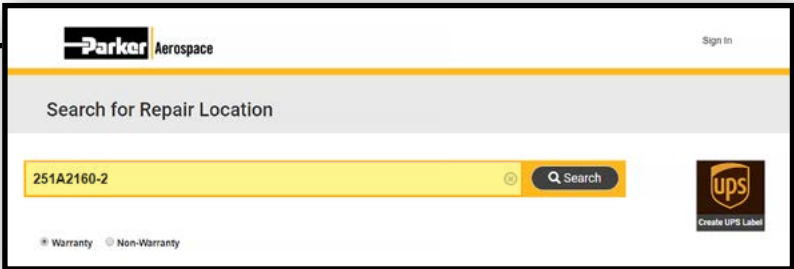 Parker Aerospace
Sign In
Search for Repair Location
251A2160-2
Search
ups
Create UPS Label
Warranty Non-Warranty